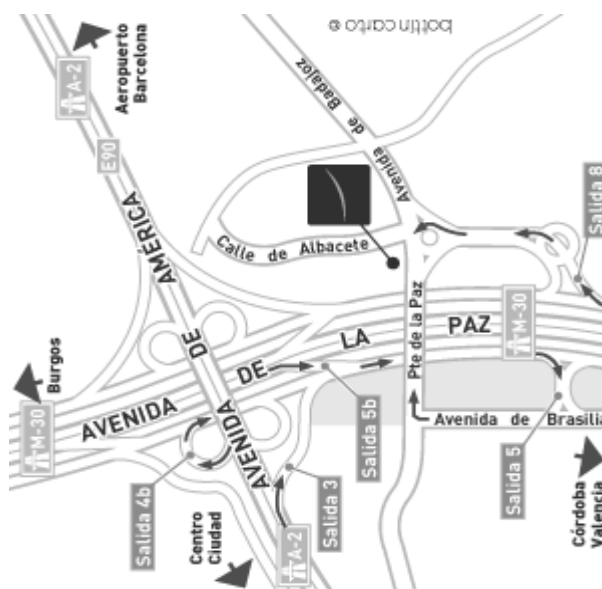 bottincarto ©
A-2
Aeropuerto
Barcelona
E90
Avenida de Badajoz
AVENIDA DE AMÉRICA
Calle de Albacete
Salida 8
Burgos
M-30
AVENIDA DE LA PAZ
Pte de la Paz
M-30
Avenida de Brasilia
Salida 5b
Salida 5
Salida 4b
Salida 3
Centro
Ciudad
A-2
Córdoba
Valencia